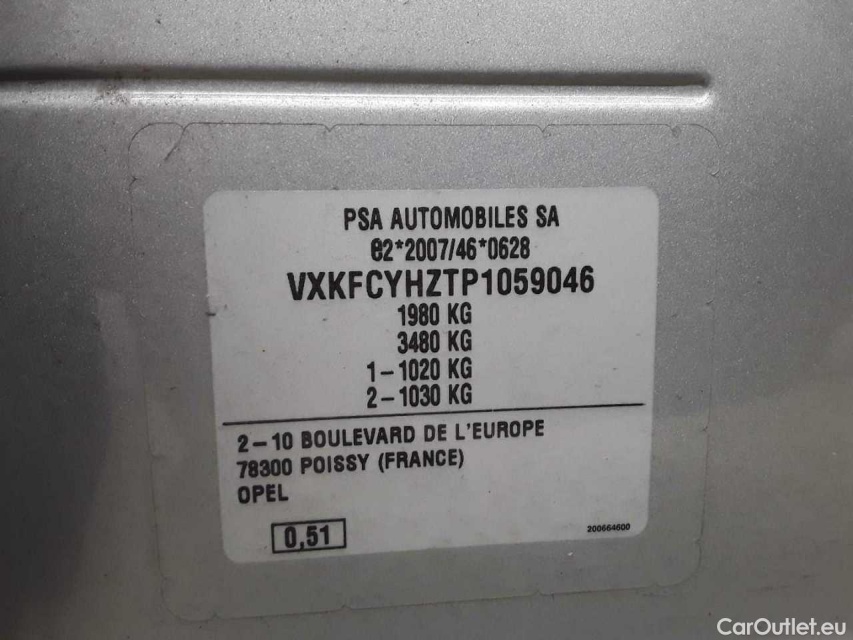 PSA AUTOMOBILES SA
e2*2007/46*0628
VXKFCYHZTP1059046
1980 KG
3480 KG
1-1020 KG
2-1030 KG
2-10 BOULEVARD DE L'EUROPE
78300 POISSY (FRANCE)
OPEL
0,51
200664600
CarOutlet.eu